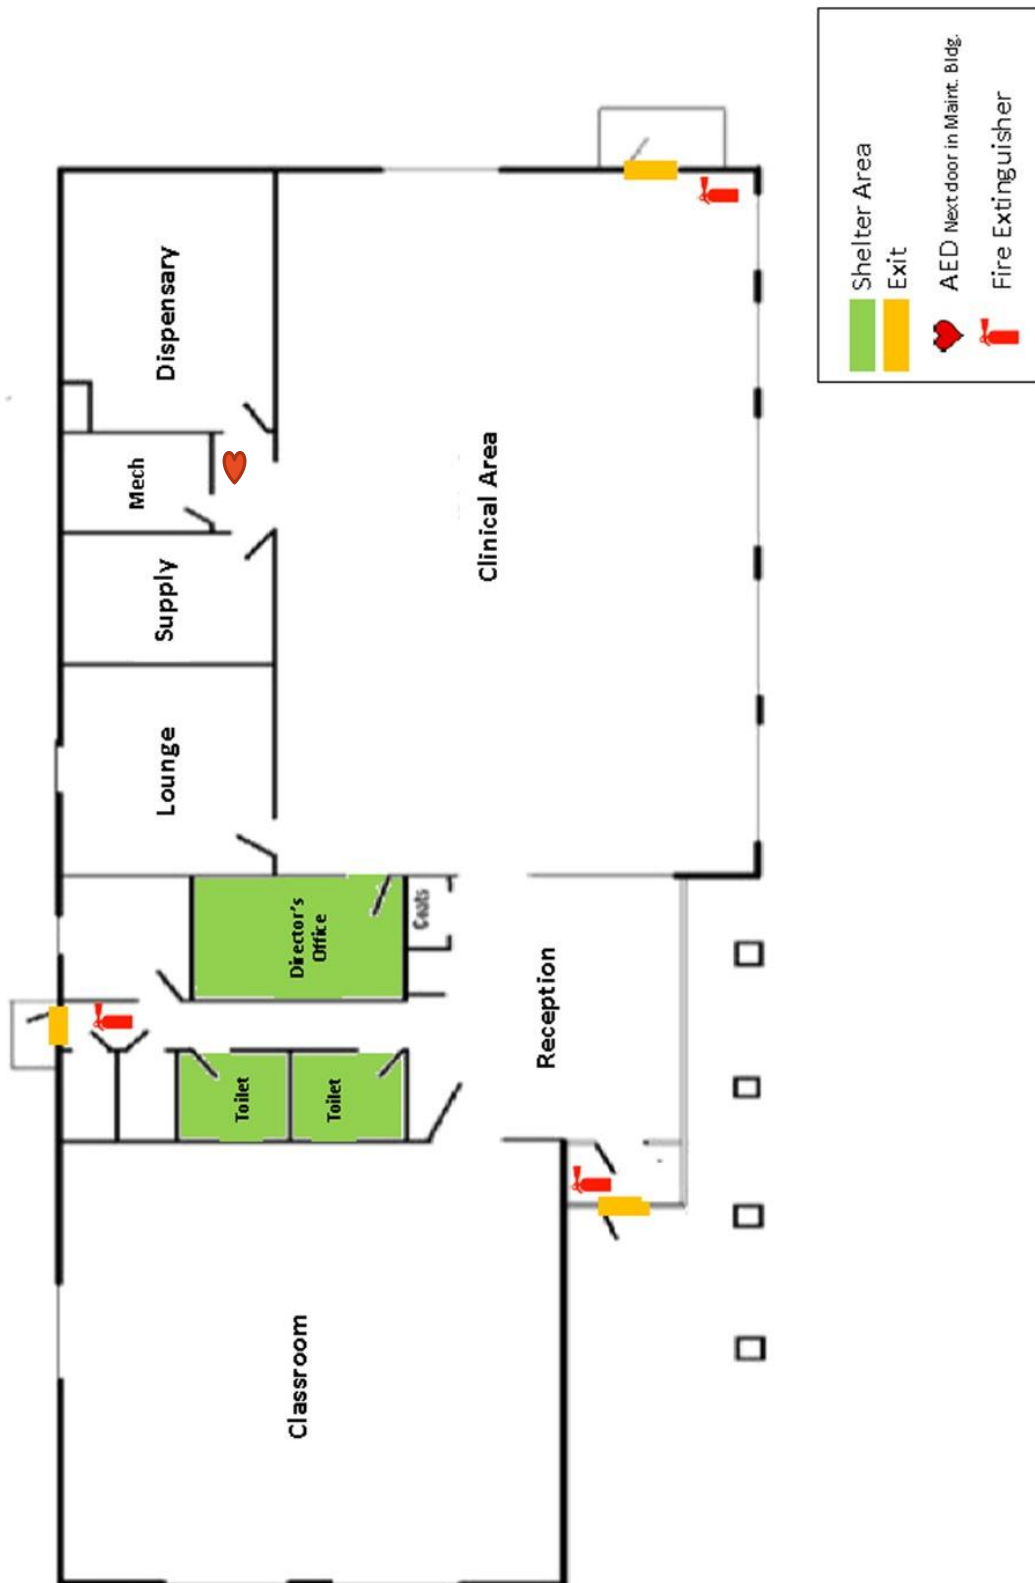 Dispensary
Mech
Supply
Lounge
Clinical Area
Director's
Office
Coats
Toilet
Toilet
Reception
Classroom
Shelter Area
Exit
AED Next door in Maint. Bldg.
Fire Extinguisher